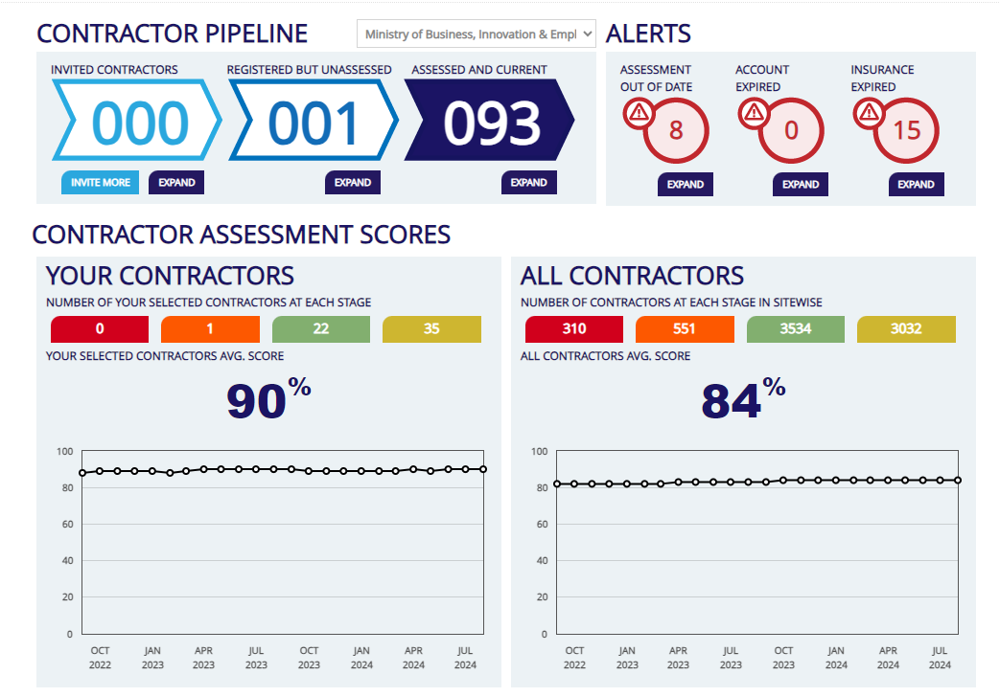 CONTRACTOR PIPELINE
Ministry of Business, Innovation & Empl
ALERTS
INVITED CONTRACTORS
REGISTERED BUT UNASSESSED
ASSESSED AND CURRENT
000
001
093
INVITE MORE
EXPAND
EXPAND
EXPAND
ASSESSMENT
OUT OF DATE
ACCOUNT
EXPIRED
INSURANCE
EXPIRED
8
0
15
EXPAND
EXPAND
EXPAND
CONTRACTOR ASSESSMENT SCORES
YOUR CONTRACTORS
NUMBER OF YOUR SELECTED CONTRACTORS AT EACH STAGE
0
1
22
35
YOUR SELECTED CONTRACTORS AVG. SCORE
90%
100
80
60
40
20
0
OCT
2022
JAN
2023
APR
2023
JUL
2023
OCT
2023
JAN
2024
APR
2024
JUL
2024
ALL CONTRACTORS
NUMBER OF CONTRACTORS AT EACH STAGE IN SITEWISE
310
551
3534
3032
ALL CONTRACTORS AVG. SCORE
84%
100
80
60
40
20
0
OCT
2022
JAN
2023
APR
2023
JUL
2023
OCT
2023
JAN
2024
APR
2024
JUL
2024